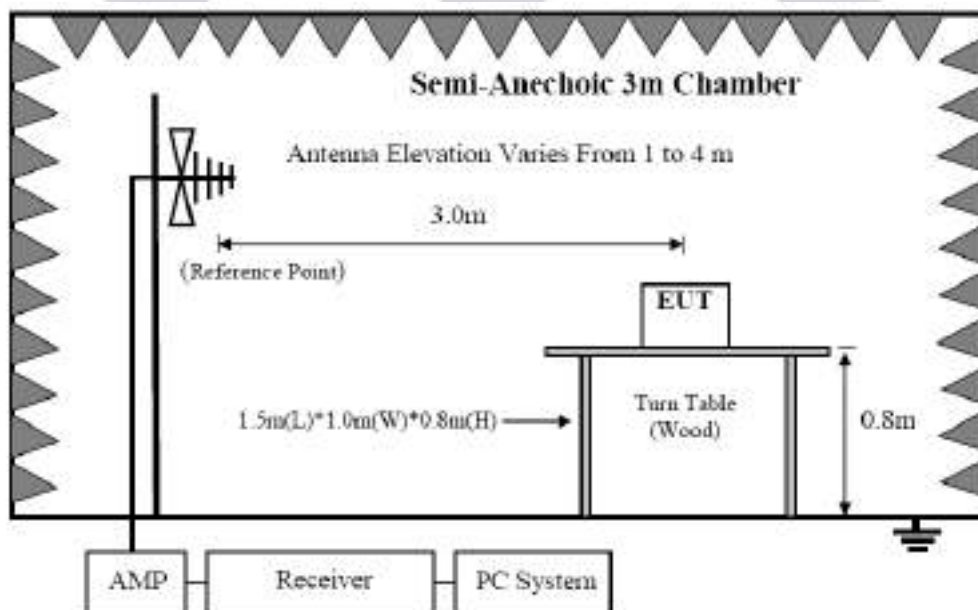 Semi-Anechoic 3m Chamber
Antenna Elevation Varies From 1 to 4 m
3.0m
(Reference Point)
EUT
1.5m(L)*1.0m(W)*0.8m(H)
Turn Table
(Wood)
0.8m
AMP
Receiver
PC System